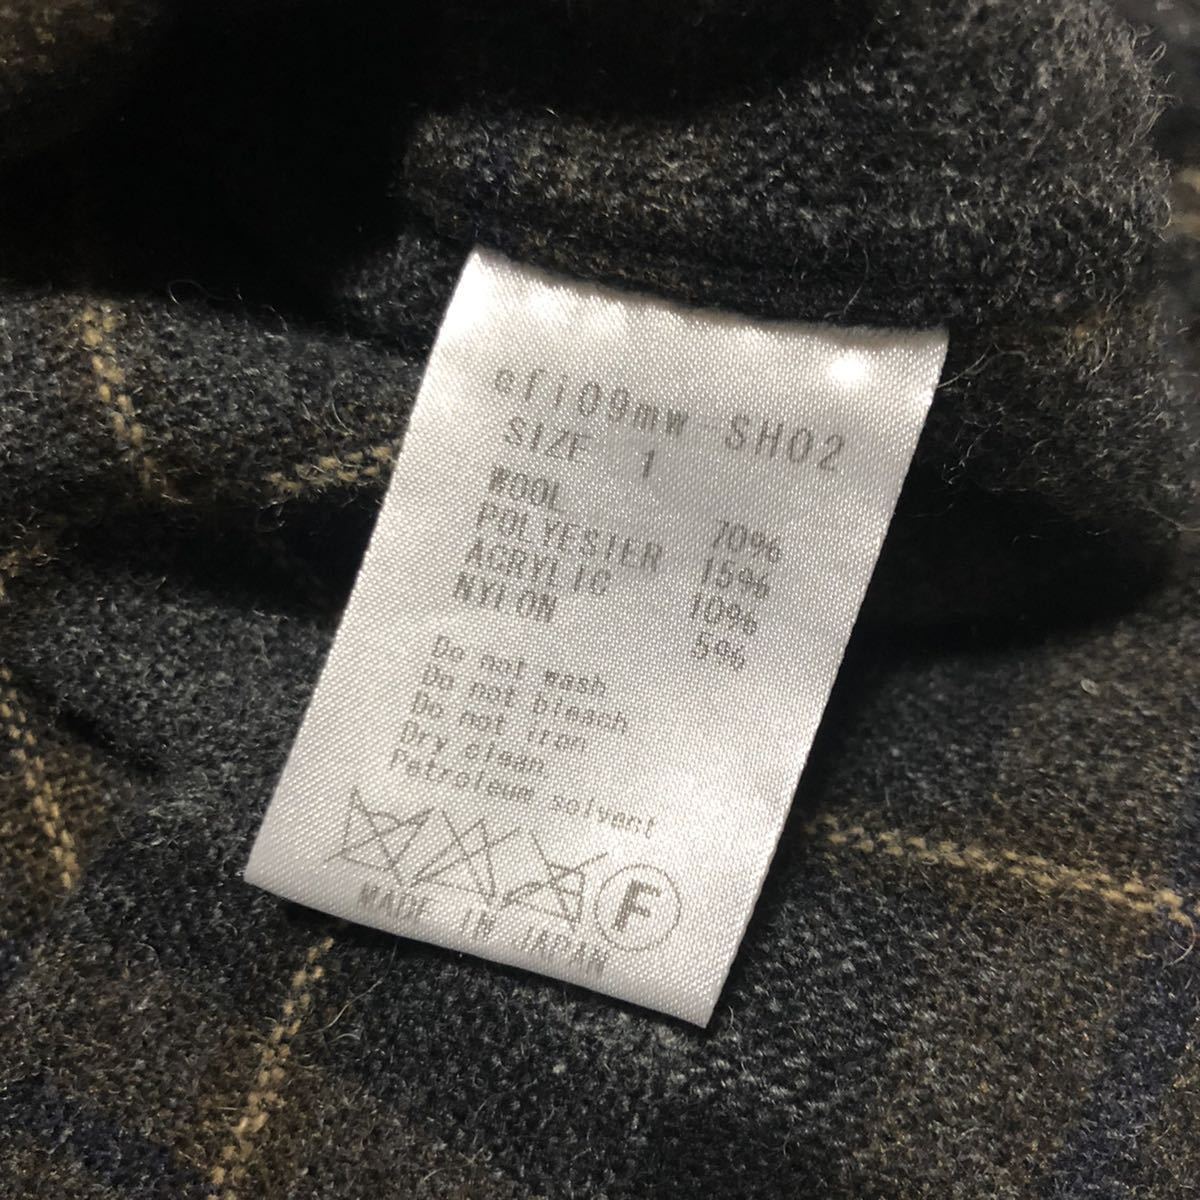 efi09mw-SH02
SIZE 1
WOOL 70%
POLYESTER 15%
ACRYLIC 10%
NYLON 5%
Do not wash
Do not bleach
Do not iron
Dry clean
Petroleum solvent
F
MADE IN JAPAN